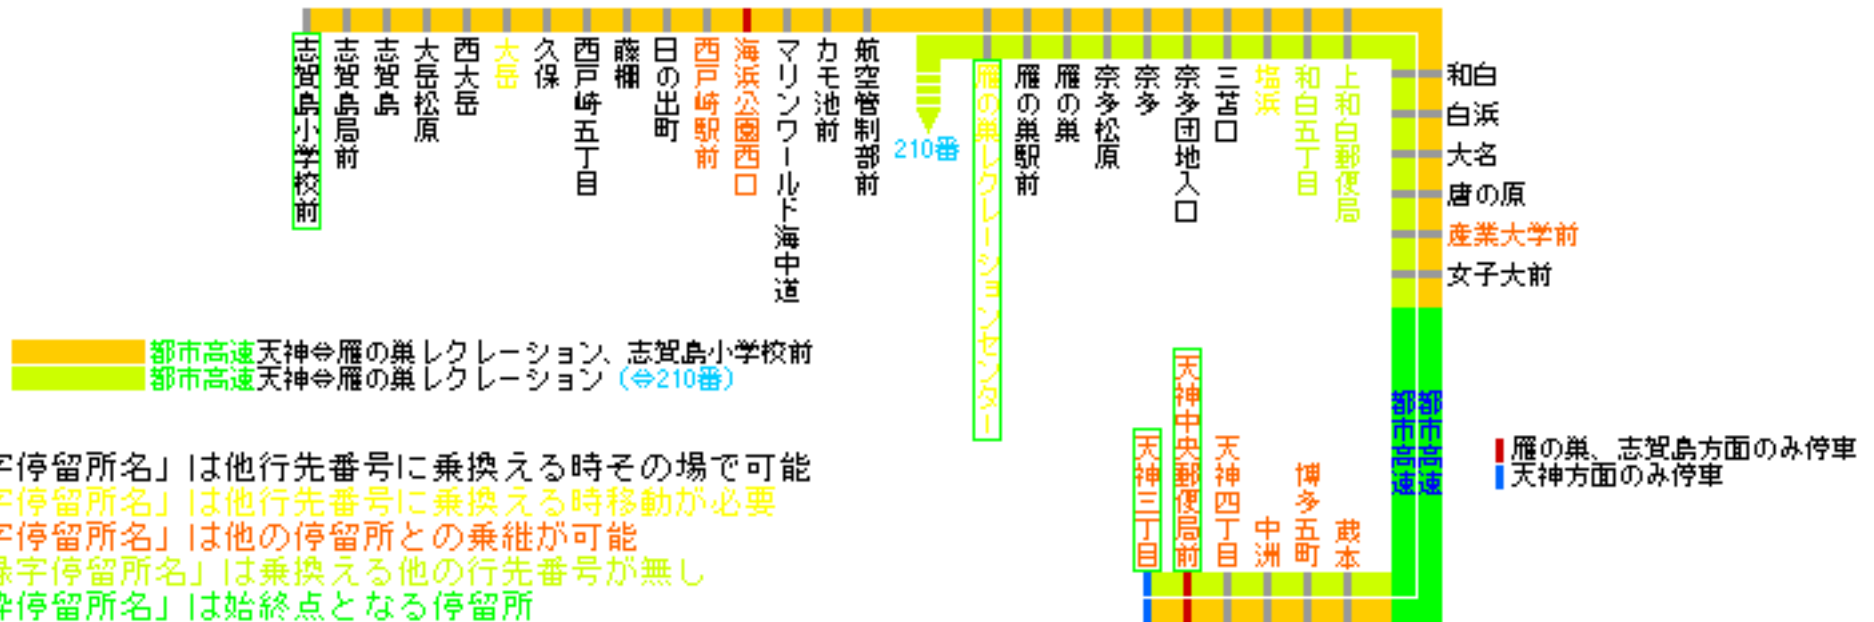 志賀島小学校前
志賀島局前
志賀島
大岳松原
西大岳
大岳
久保
西戸崎五丁目
藤棚
日の出町
西戸崎駅前
海浜公園西口
マリンワールド海中道
カモ池前
航空管制部前
210番
雁の巣レクレーションセンター
雁の巣駅前
雁の巣
奈多松原
奈多
奈多団地入口
三苫口
塩浜
和白五丁目
上和白郵便局
和白
白浜
大名
唐の原
産業大学前
女子大前
都市高速天神⇔雁の巣レクレーション、志賀島小学校前
都市高速天神⇔雁の巣レクレーション（⇔210番）
都市高速
都市高速
天神三丁目
天神中央郵便局前
天神四丁目
中洲
博多五町
蔵本
雁の巣、志賀島方面のみ停車
天神方面のみ停車
字停留所名」は他行先番号に乗換える時その場で可能
字停留所名」は他行先番号に乗換える時移動が必要
字停留所名」は他の停留所との乗継が可能
緑字停留所名」は乗換える他の行先番号が無し
停留所名」は始終点となる停留所